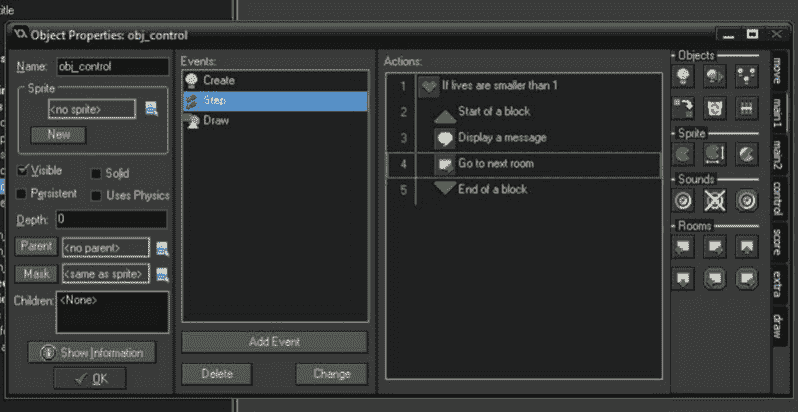 title
Object Properties: obj_control
Name: obj_control
Sprite
<no sprite>
New
Visible
Solid
Persistent
Uses Physics
Depth: 0
Parent <no parent>
Mask <same as sprite>
Children: <None>
Show Information
OK
Events:
Create
Step
Draw
Add Event
Delete
Change
Actions:
1 If lives are smaller than 1
2 Start of a block
3 Display a message
4 Go to next room
5 End of a block
Objects
Sprite
Sounds
Rooms
move
main1
main2
control
score
extra
draw